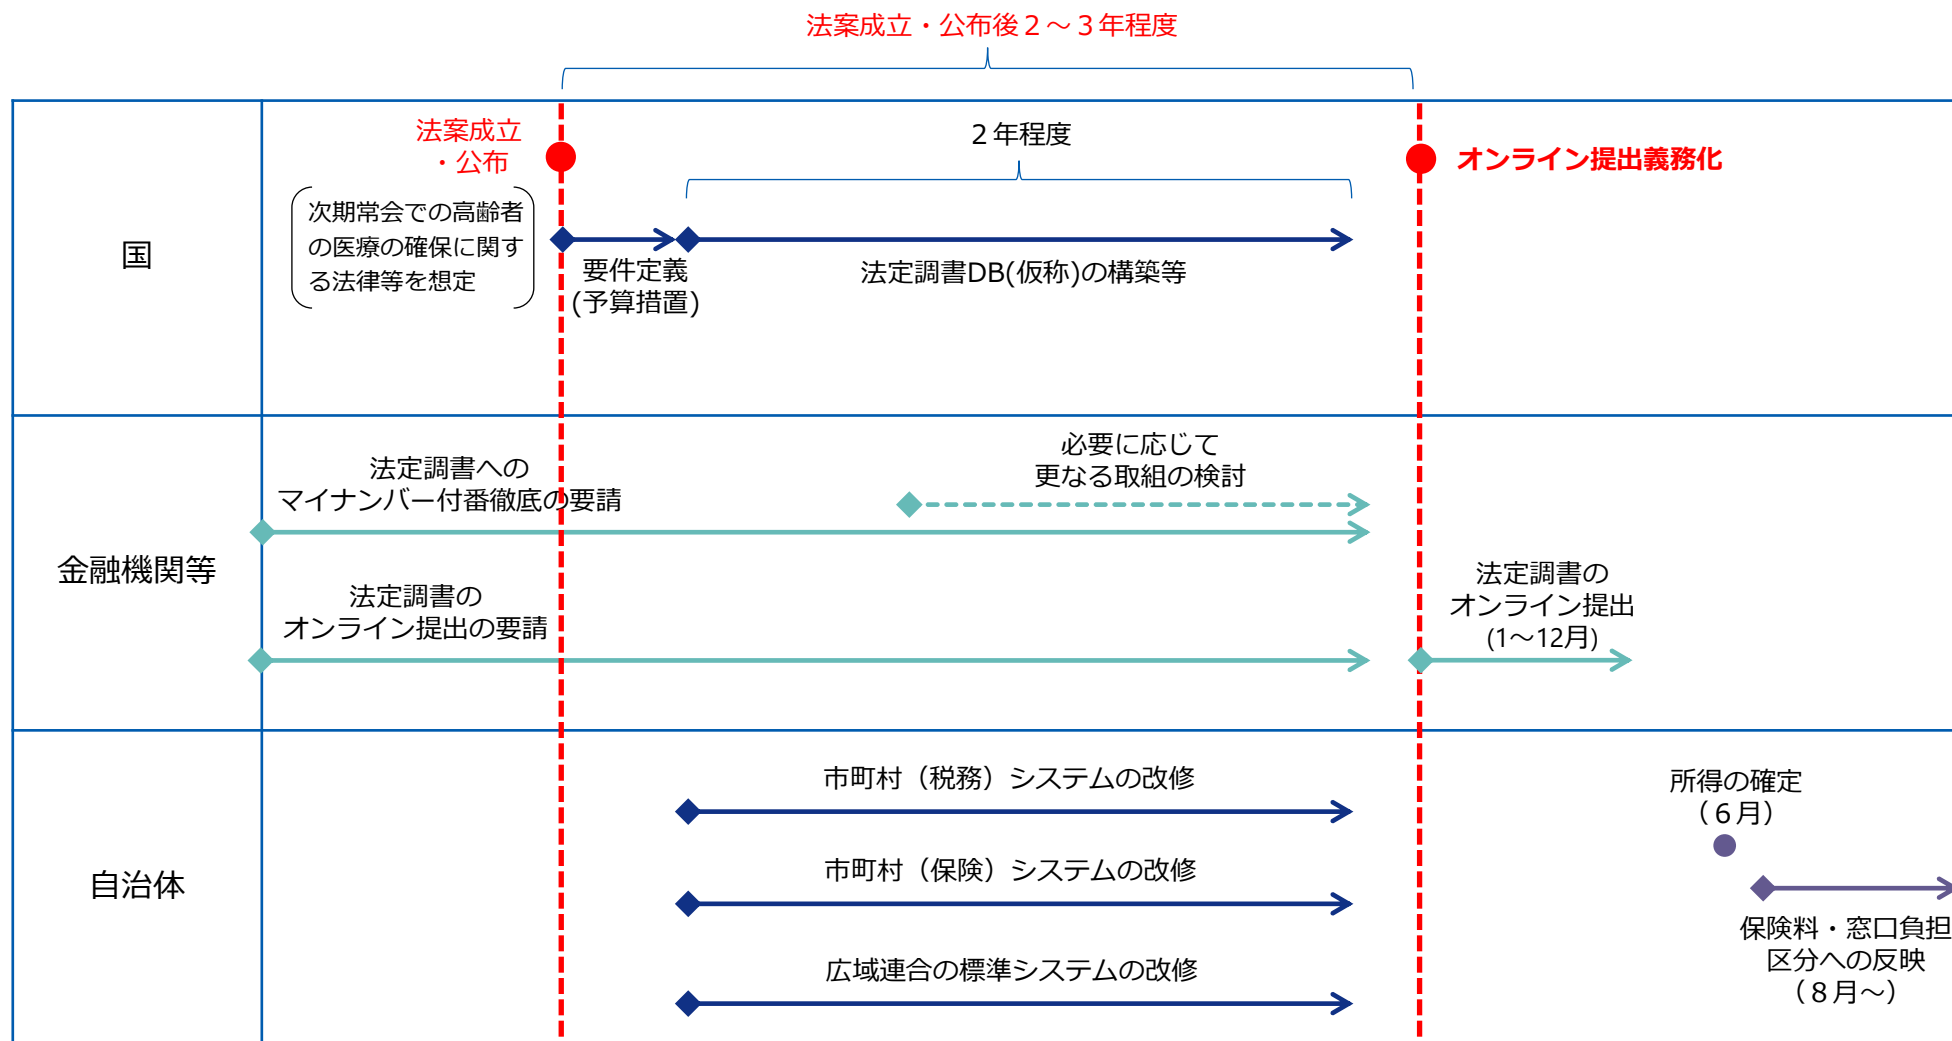 法案成立・公布後２～３年程度
国
法案成立
・公布
次期常会での高齢者
の医療の確保に関す
る法律等を想定
要件定義
(予算措置)
２年程度
法定調書DB(仮称)の構築等
オンライン提出義務化
金融機関等
法定調書への
マイナンバー付番徹底の要請
必要に応じて
更なる取組の検討
法定調書の
オンライン提出の要請
法定調書の
オンライン提出
(1～12月)
自治体
市町村（税務）システムの改修
市町村（保険）システムの改修
広域連合の標準システムの改修
所得の確定
（６月）
保険料・窓口負担
区分への反映
（８月～）